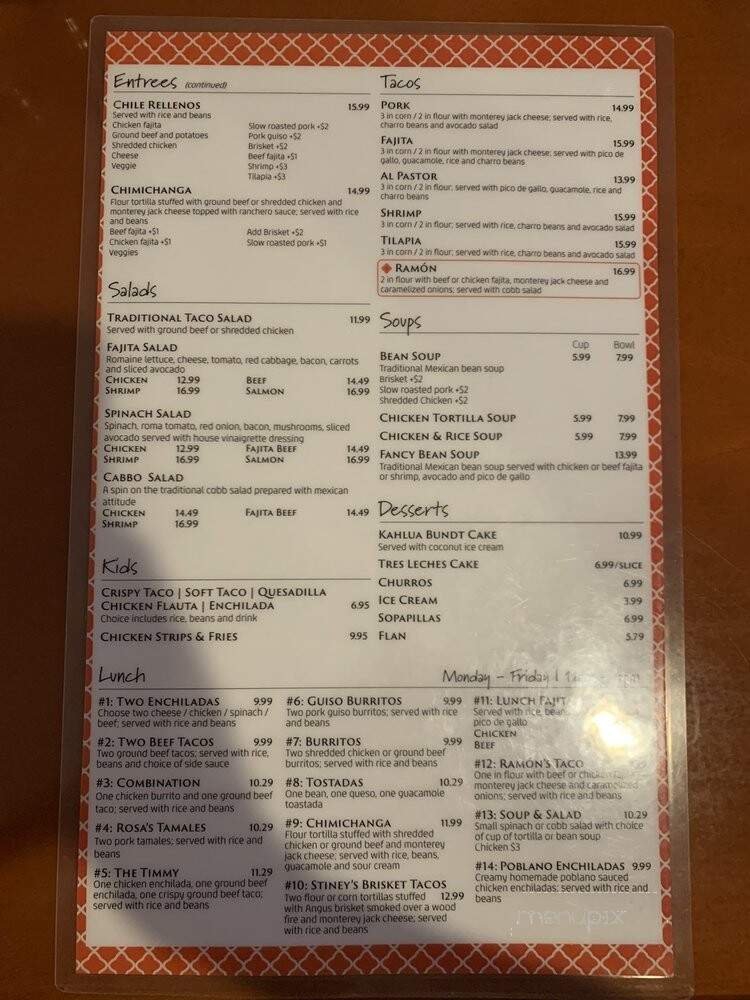 Entrees (continued)
CHILE RELLENOS 15.99
Served with rice and beans
Chicken fajita
Ground beef and potatoes
Shredded chicken
Cheese
Veggie
Slow roasted pork +$2
Pork guiso +$2
Brisket +$2
Beef fajita +$1
Shrimp +$3
Tilapia +$3
CHIMICHANGA 14.99
Flour tortilla stuffed with ground beef or shredded chicken and
monterey jack cheese topped with ranchero sauce; served with rice
and beans
Beef fajita +$1
Chicken fajita +$1
Veggies
Add Brisket +$2
Slow roasted pork +$1
Salads
TRADITIONAL TACO SALAD 11.99
Served with ground beef or shredded chicken
FAJITA SALAD
Romaine lettuce, cheese, tomato, red cabbage, bacon, carrots
and sliced avocado
CHICKEN 12.99 BEEF 14.49
SHRIMP 16.99 SALMON 16.99
SPINACH SALAD
Spinach, roma tomato, red onion, bacon, mushrooms, sliced
avocado served with house vinaigrette dressing
CHICKEN 12.99 FAJITA BEEF 14.49
SHRIMP 16.99 SALMON 16.99
CABBO SALAD
A spin on the traditional cobb salad prepared with mexican
attitude
CHICKEN 14.49 FAJITA BEEF 14.49
SHRIMP 16.99
Kids
CRISPY TACO | SOFT TACO | QUESADILLA
CHICKEN FLAUTA | ENCHILADA 6.95
Choice includes rice, beans and drink
CHICKEN STRIPS & FRIES 9.95
Tacos
PORK 14.99
3 in corn / 2 in flour with monterey jack cheese; served with rice,
charro beans and avocado salad
FAJITA 15.99
3 in corn / 2 in flour with monterey jack cheese; served with pico de
gallo, guacamole, rice and charro beans
AL PASTOR 13.99
3 in corn / 2 in flour; served with pico de gallo, guacamole, rice and
charro beans
SHRIMP 15.99
3 in corn / 2 in flour; served with rice, charro beans and avocado salad
TILAPIA 15.99
3 in corn / 2 in flour; served with rice, charro beans and avocado salad
RAMÓN 16.99
2 in flour with beef or chicken fajita, monterey jack cheese and
caramelized onions; served with cobb salad
Soups
Cup Bowl
BEAN SOUP 5.99 7.99
Traditional Mexican bean soup
Brisket +$2
Slow roasted pork +$2
shredded Chicken +$2
CHICKEN TORTILLA SOUP 5.99 7.99
CHICKEN & RICE SOUP 5.99 7.99
FANCY BEAN SOUP 13.99
Traditional Mexican bean soup served with chicken or beef fajita
or shrimp, avocado and pico de gallo
Desserts
KAHLUA BUNDT CAKE 10.99
Served with coconut ice cream
TRES LECHES CAKE 6.99/SLICE
CHURROS 6.99
ICE CREAM 3.99
SOPAPILLAS 6.99
FLAN 5.79
Lunch Monday - Friday |
#1: TWO ENCHILADAS 9.99
Choose two cheese / chicken / spinach /
beef; served with rice and beans
#2: TWO BEEF TACOS 9.99
Two ground beef tacos; served with rice,
beans and choice of side sauce
#3: COMBINATION 10.29
One chicken burrito and one ground beef
taco; served with rice and beans
#4: ROSA'S TAMALES 10.29
Two pork tamales; served with rice and
beans
#5: THE TIMMY 11.29
One chicken enchilada, one ground beef
enchilada, one crispy ground beef taco;
served with rice and beans
#6: GUISO BURRITOS 9.99
Two pork guiso burritos; served with rice
and beans
#7: BURRITOS 9.99
Two shredded chicken or ground beef
burritos; served with rice and beans
#8: TOSTADAS 10.29
One bean, one queso, one guacamole
toastada
#9: CHIMICHANGA 11.99
Flour tortilla stuffed with shredded
chicken or ground beef and monterey
jack cheese; served with rice, beans,
guacamole and sour cream
#10: STINEY'S BRISKET TACOS
Two flour or corn tortillas stuffed 12.99
with Angus brisket smoked over a wood
fire and monterey jack cheese; served
with rice and beans
#11: LUNCH
Served with rice,
pico de gallo
CHICKEN
BEEF
#12: RAMON'S TACO
One in flour with beef or chicken
monterey jack cheese and caramelized
onions; served with rice and beans
#13: SOUP & SALAD 10.29
Small spinach or cobb salad with choice
of cup of tortilla or bean soup
Chicken $3
#14: POBLANO ENCHILADAS 9.99
Creamy homemade poblano sauced
chicken enchiladas; served with rice and
beans
menupix